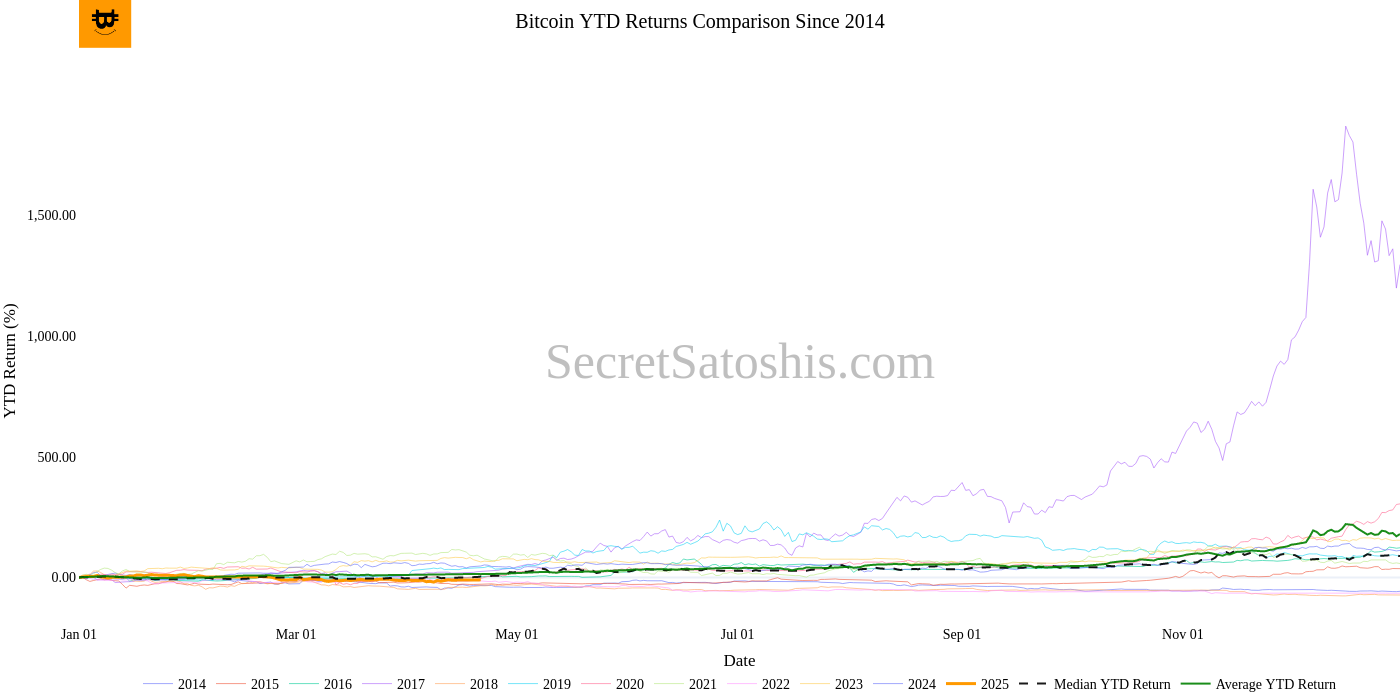 Bitcoin YTD Returns Comparison Since 2014
1,500.00
1,000.00
500.00
0.00
YTD Return (%)
SecretSatoshis.com
Jan 01 Mar 01 May 01 Jul 01 Sep 01 Nov 01
Date
2014 2015 2016 2017 2018 2019 2020 2021 2022 2023 2024 2025 Median YTD Return Average YTD Return